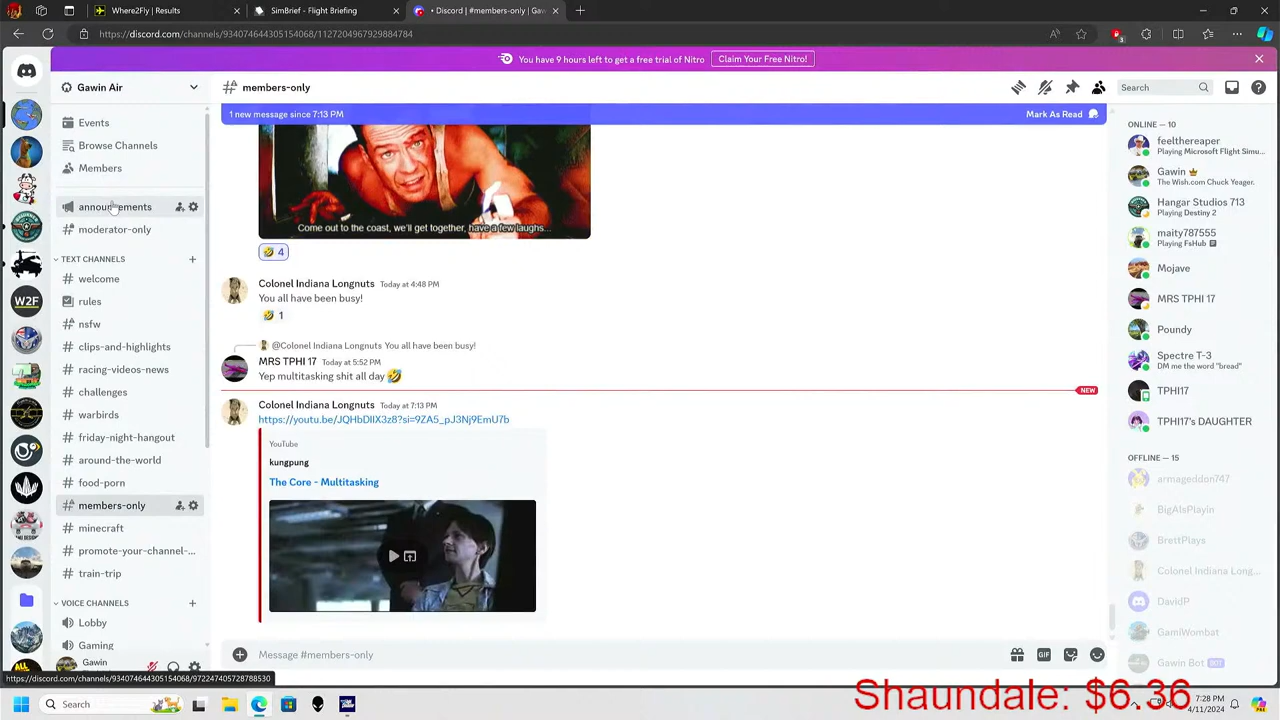 Where2Fly Results
SimBrief - Flight Briefing
• Discord | #members-only | Gaw
https://discord.com/channels/934074644305154068/1127204967929884784
You have 9 hours left to get a free trial of Nitro
Claim Your Free Nitro!
Gawin Air
members-only
Search
1 new message since 7:13 PM
Mark As Read
Events
Browse Channels
Members
announcements
moderator-only
TEXT CHANNELS
welcome
rules
nsfw
clips-and-highlights
racing-videos-news
challenges
warbirds
friday-night-hangout
around-the-world
food-porn
members-only
minecraft
promote-your-channel-...
train-trip
VOICE CHANNELS
Lobby
Gaming
Gawin
W2F
Come out to the coast, we'll get together, have a few laughs...
4
Colonel Indiana Longnuts Today at 4:48 PM
You all have been busy!
1
@Colonel Indiana Longnuts You all have been busy!
MRS TPHI 17 Today at 5:52 PM
Yep multitasking shit all day
NEW
Colonel Indiana Longnuts Today at 7:13 PM
https://youtu.be/JQHbDIIX3z8?si=9ZA5_pJ3Nj9EmU7b
YouTube
kungpung
The Core - Multitasking
Message #members-only
GIF
ONLINE — 10
feelthereaper
Playing Microsoft Flight Simu...
Gawin
The Wish.com Chuck Yeager.
Hangar Studios 713
Playing Destiny 2
maity787555
Playing FsHub
Mojave
MRS TPHI 17
Poundy
Spectre T-3
DM me the word "bread"
TPHI17
TPHI17's DAUGHTER
OFFLINE — 15
armageddon747
BigAlsPlayin
BrettPlays
Colonel Indiana Long...
DavidP
GamiWombat
Gawin Bot BOT
https://discord.com/channels/934074644305154068/972247405728788530
Search
7:28 PM
4/11/2024
Shaundale: $6.36